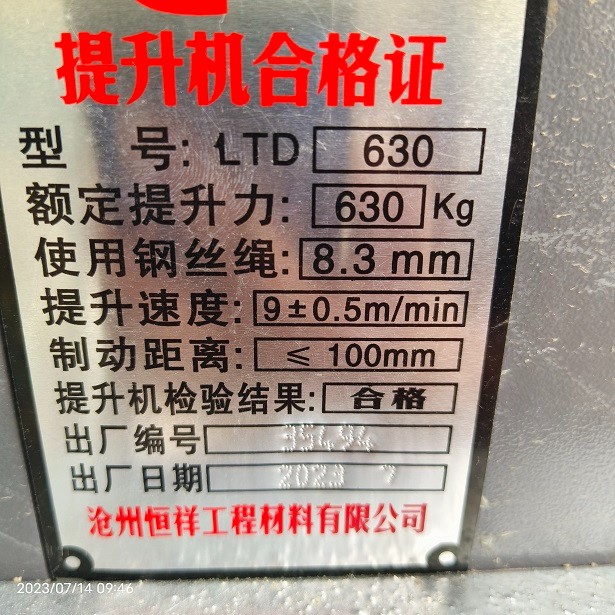 提升机合格证
型 号: LTD 630
额定提升力: 630 Kg
使用钢丝绳: 8.3 mm
提升速度: 9±0.5m/min
制动距离: ≤ 100mm
提升机检验结果: 合格
出厂编号 35494
出厂日期 2023 7
沧州恒祥工程材料有限公司
2023/07/14 09:46